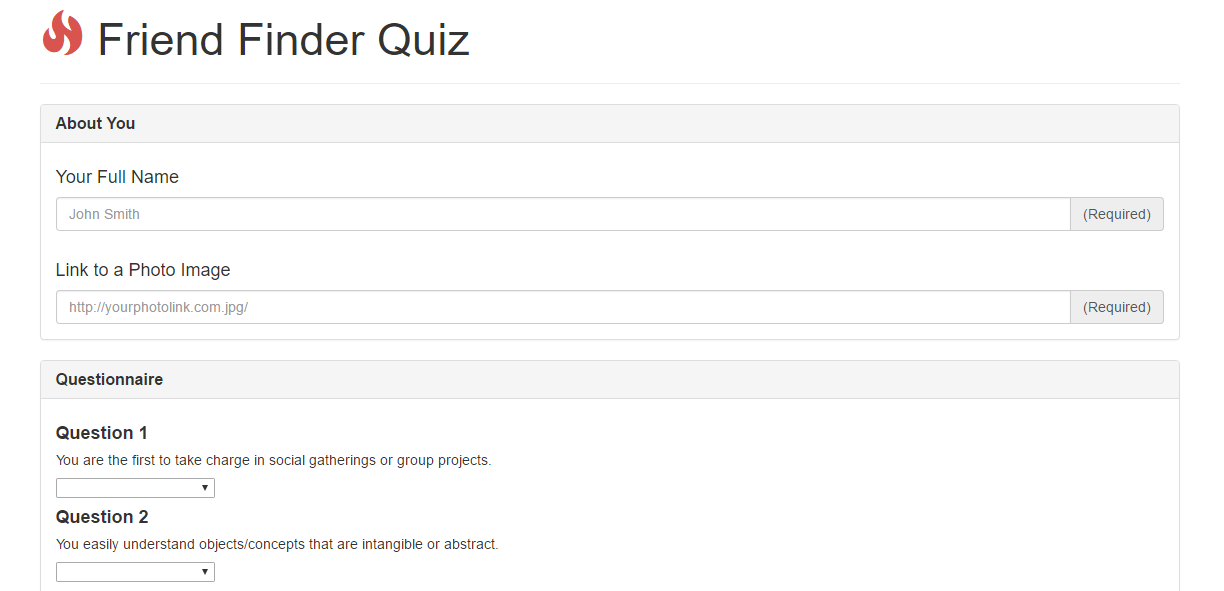 Friend Finder Quiz
About You
Your Full Name
John Smith (Required)
Link to a Photo Image
http://yourphotolink.com.jpg/ (Required)
Questionnaire
Question 1
You are the first to take charge in social gatherings or group projects.
Question 2
You easily understand objects/concepts that are intangible or abstract.